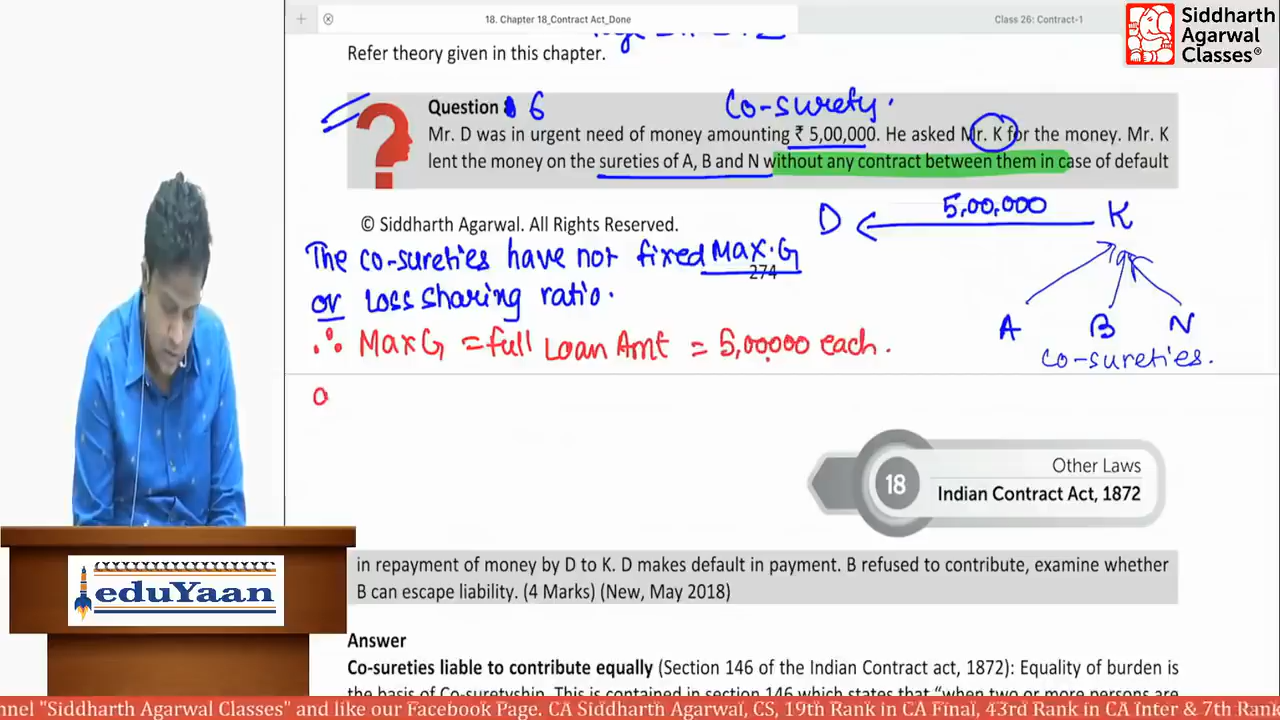 18. Chapter 18_Contract Act_Done
Class 26: Contract-1
Siddharth
Agarwal
Classes®
Refer theory given in this chapter.
Question 6
Co-surety.
Mr. D was in urgent need of money amounting ₹ 5,00,000. He asked Mr. K for the money. Mr. K
lent the money on the sureties of A, B and N without any contract between them in case of default
© Siddharth Agarwal. All Rights Reserved.
D 5,00,000 K
The co-sureties have not fixed Max.G
274
or loss sharing ratio.
A B N
co-sureties.
∴ Max G = full Loan Amt = 5,00,000 each.
18
Other Laws
Indian Contract Act, 1872
in repayment of money by D to K. D makes default in payment. B refused to contribute, examine whether
B can escape liability. (4 Marks) (New, May 2018)
eduYaan
Answer
Co-sureties liable to contribute equally (Section 146 of the Indian Contract act, 1872): Equality of burden is
the basis of Co-suretyship. This is contained in section 146 which states that "when two or more persons are
nnel "Siddharth Agarwal Classes" and like our Facebook Page. CA Siddharth Agarwal, CS, 19th Rank in CA Final, 43rd Rank in CA Inter & 7th Rank